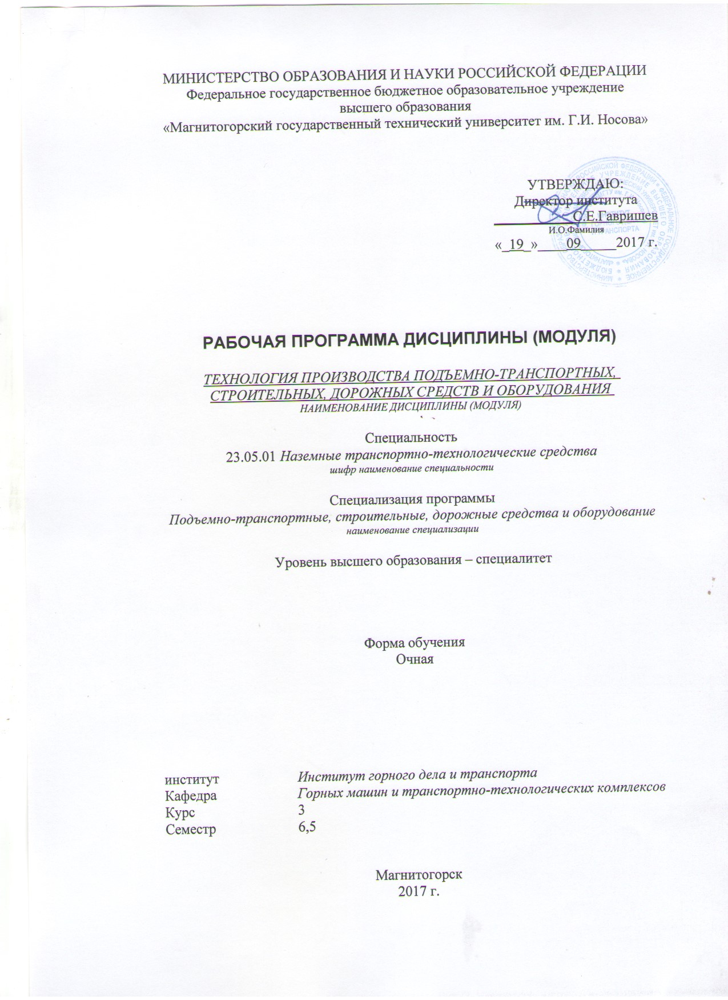 МИНИСТЕРСТВО ОБРАЗОВАНИЯ И НАУКИ РОССИЙСКОЙ ФЕДЕРАЦИИ
Федеральное государственное бюджетное образовательное учреждение
высшего образования
«Магнитогорский государственный технический университет им. Г.И. Носова»
УТВЕРЖДАЮ:
Директор института
С.Е.Гавришев
И.О.Фамилия
«_19_»____09_____2017 г.
РАБОЧАЯ ПРОГРАММА ДИСЦИПЛИНЫ (МОДУЛЯ)
ТЕХНОЛОГИЯ ПРОИЗВОДСТВА ПОДЪЕМНО-ТРАНСПОРТНЫХ,
СТРОИТЕЛЬНЫХ, ДОРОЖНЫХ СРЕДСТВ И ОБОРУДОВАНИЯ
НАИМЕНОВАНИЕ ДИСЦИПЛИНЫ (МОДУЛЯ)
Специальность
23.05.01 Наземные транспортно-технологические средства
шифр наименование специальности
Специализация программы
Подъемно-транспортные, строительные, дорожные средства и оборудование
наименование специализации
Уровень высшего образования – специалитет
Форма обучения
Очная
институт Институт горного дела и транспорта
Кафедра Горных машин и транспортно-технологических комплексов
Курс 3
Семестр 6,5
Магнитогорск
2017 г.